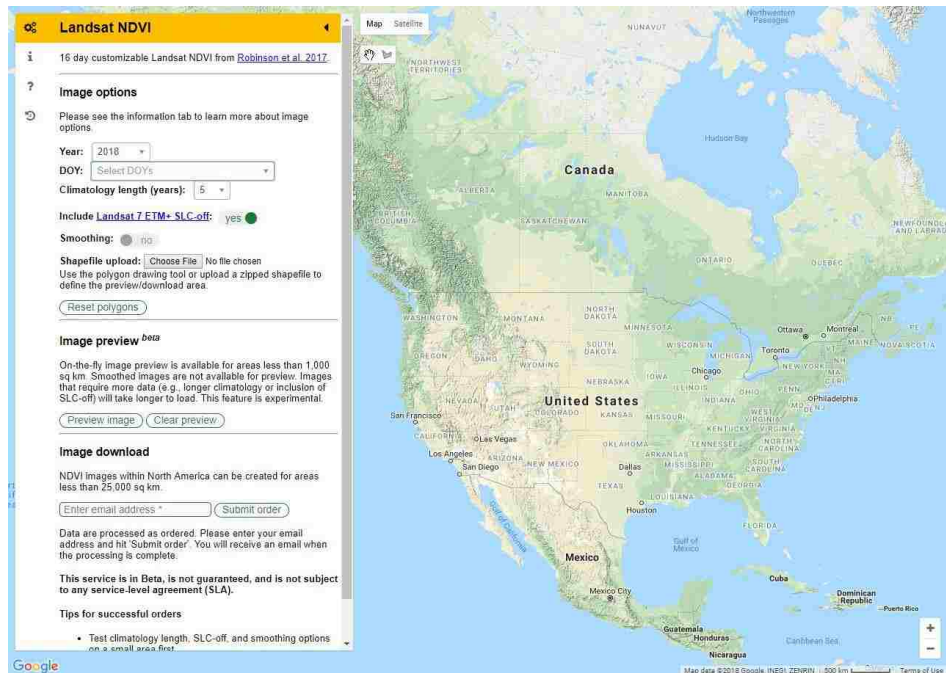 Landsat NDVI
16 day customizable Landsat NDVI from Robinson et al. 2017.
Image options
Please see the information tab to learn more about image
options.
Year: 2018
DOY: Select DOYs
Climatology length (years): 5
Include Landsat 7 ETM+ SLC-off: yes
Smoothing: no
Shapefile upload: Choose File No file chosen
Use the polygon drawing tool or upload a zipped shapefile to
define the preview/download area.
Reset polygons
Image preview beta
On-the-fly image preview is available for areas less than 1,000
sq km. Smoothed images are not available for preview. Images
that require more data (e.g., longer climatology or inclusion of
SLC-off) will take longer to load. This feature is experimental.
Preview image Clear preview
Image download
NDVI images within North America can be created for areas
less than 25,000 sq km.
Enter email address * Submit order
Data are processed as ordered. Please enter your email
address and hit 'Submit order'. You will receive an email when
the processing is complete.
This service is in Beta, is not guaranteed, and is not subject
to any service-level agreement (SLA).
Tips for successful orders
Test climatology length, SLC-off, and smoothing options
on a small area first
Google
Map Satellite
Northwestern
Passages
NUNAVUT
NORTHWEST
TERRITORIES
Hudson Bay
Canada
ALBERTA
MANITOBA
BRITISH
COLUMBIA
SASKATCHEWAN
NEWFOUNDLAND
AND LABRAD
ONTARIO
QUEBEC
WASHINGTON
MONTANA
NORTH
DAKOTA
MINNESOTA
Ottawa
Montreal
NB
PE
MAINE
NOVA SCOTIA
OREGON
IDAHO
WYOMING
SOUTH
DAKOTA
WISCONSIN
MICHIGAN
Toronto
VT
NH
NEW YORK
MA
CT
RI
Chicago
NEBRASKA
IOWA
ILLINOIS
INDIANA
OHIO
PENN
Philadelphia
NEVADA
UTAH
COLORADO
United States
KANSAS
MISSOURI
WEST
VIRGINIA
MD
DE
NJ
KENTUCKY
VIRGINIA
San Francisco
CALIFORNIA
Las Vegas
OKLAHOMA
TENNESSEE
NORTH
CAROLINA
Los Angeles
ARIZONA
NEW MEXICO
ARKANSAS
MISSISSIPPI
SOUTH
CAROLINA
San Diego
Dallas
ALABAMA
GEORGIA
TEXAS
LOUISIANA
Houston
FLORIDA
Gulf of California
Gulf of
Mexico
Mexico
Mexico City
Cuba
Dominican
Republic
Puerto Rico
Guatemala
Honduras
Nicaragua
Caribbean Sea
Map data ©2018 Google, INEGI, ZENRIN 500 km Terms of Use